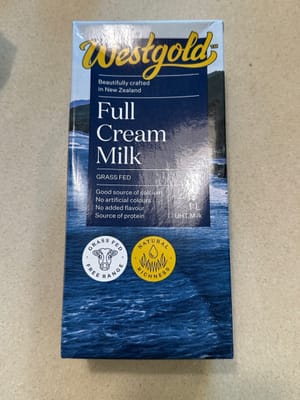 Westgold™
Beautifully crafted
in New Zealand
Full
Cream
Milk
GRASS FED
Good source of calcium
No artificial colours
No added flavour
Source of protein
1L
UHT Milk
GRASS FED
FREE RANGE
NATURAL
RICHNESS